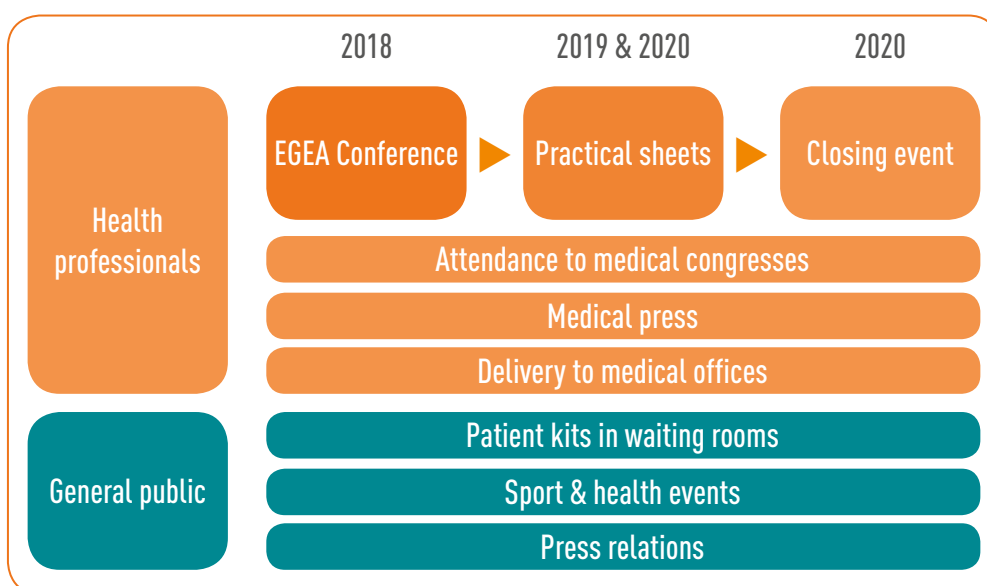 2018
2019 & 2020
2020
Health
professionals
EGEA Conference
Practical sheets
Closing event
Attendance to medical congresses
Medical press
Delivery to medical offices
General public
Patient kits in waiting rooms
Sport & health events
Press relations